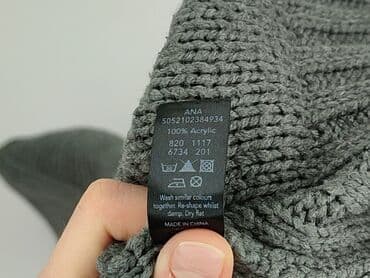 ANA
5052102384934
100% Acrylic
820 1117
6734 201
Wash similar colours
together. Re-shape whilst
damp. Dry flat
MADE IN CHINA